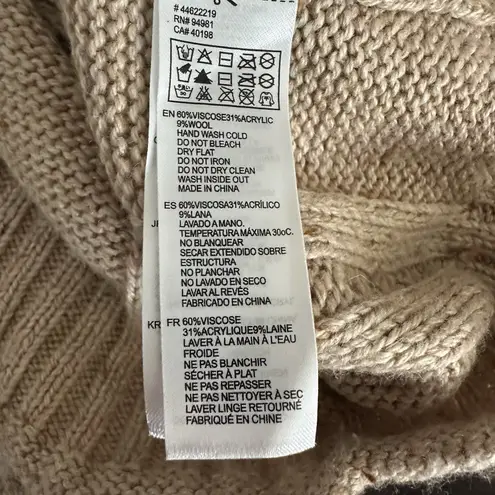 # 44622219
RN# 94981
CA# 40198
EN 60%VISCOSE31%ACRYLIC
9%WOOL
HAND WASH COLD
DO NOT BLEACH
DRY FLAT
DO NOT IRON
DO NOT DRY CLEAN
WASH INSIDE OUT
MADE IN CHINA
ES 60%VISCOSA31%ACRÍLICO
9%LANA
LAVADO A MANO.
TEMPERATURA MÁXIMA 30oC.
NO BLANQUEAR
SECAR EXTENDIDO SOBRE
ESTRUCTURA
NO PLANCHAR
NO LAVADO EN SECO
LAVAR AL REVÉS
FABRICADO EN CHINA
KR
FR 60%VISCOSE
31%ACRYLIQUE9%LAINE
LAVER À LA MAIN À L'EAU
FROIDE
NE PAS BLANCHIR
SÉCHER À PLAT
NE PAS REPASSER
NE PAS NETTOYER À SEC
LAVER LINGE RETOURNÉ
FABRIQUÉ EN CHINE